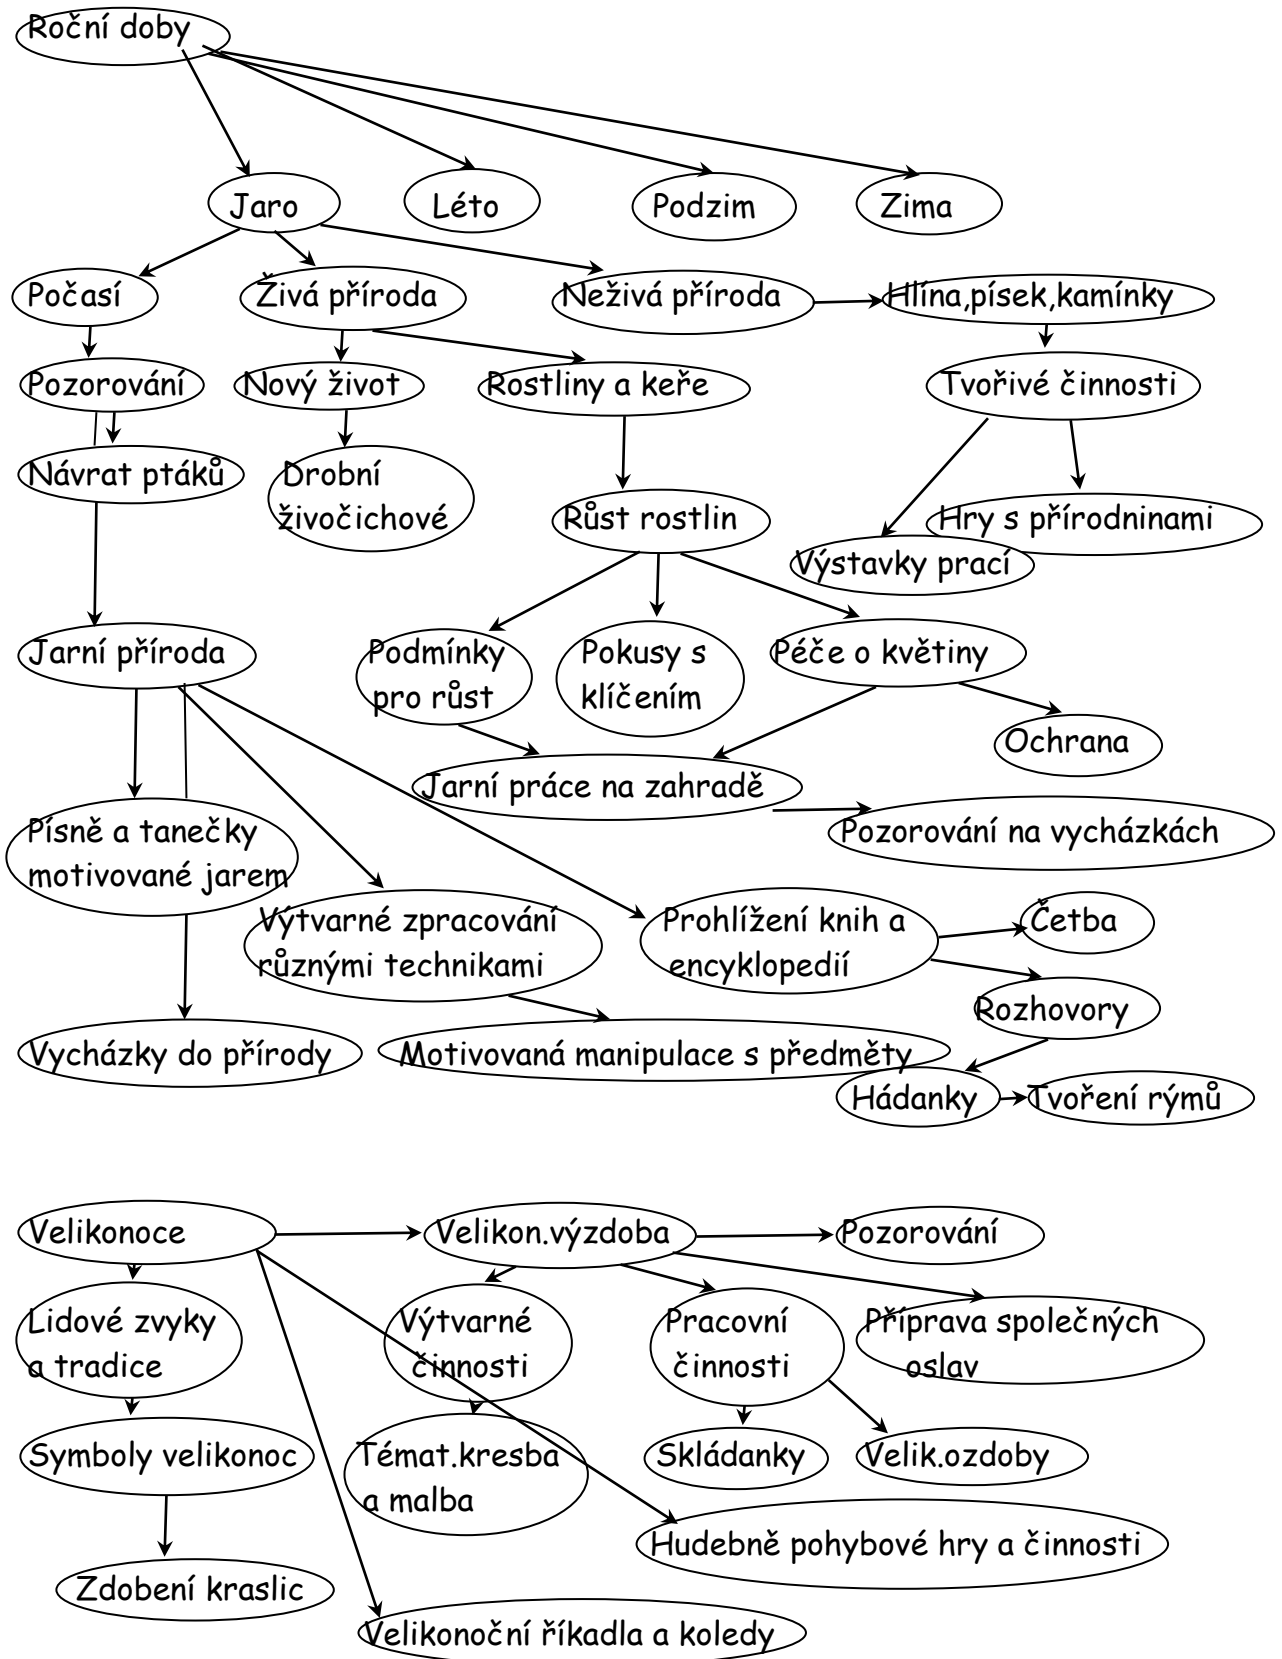 Roční doby
Jaro Léto Podzim Zima
Počasí Živá příroda Neživá příroda Hlína,písek,kamínky
Pozorování Nový život Rostliny a keře Tvořivé činnosti
Návrat ptáků Drobní
živočichové Růst rostlin Hry s přírodninami
Výstavky prací
Jarní příroda Podmínky Pokusy s Péče o květiny
pro růst klíčením
Ochrana
Jarní práce na zahradě
Písně a tanečky Pozorování na vycházkách
motivované jarem
Výtvarné zpracování Prohlížení knih a Četba
různými technikami encyklopedií
Rozhovory
Vycházky do přírody Motivovaná manipulace s předměty
Hádanky Tvoření rýmů
Velikonoce Velikon.výzdoba Pozorování
Lidové zvyky Výtvarné Pracovní Příprava společných
a tradice činnosti činnosti oslav
Symboly velikonoc Témat.kresba Skládanky Velik.ozdoby
a malba
Hudebně pohybové hry a činnosti
Zdobení kraslic
Velikonoční říkadla a koledy